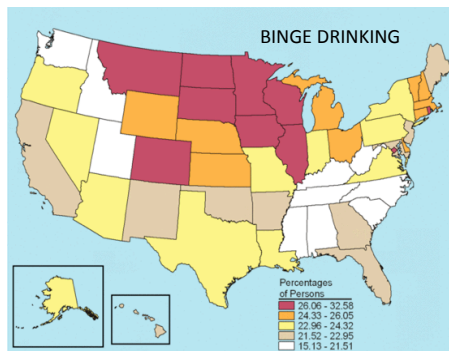 BINGE DRINKING
Percentages
of Persons
26.06 - 32.58
24.33 - 26.05
22.96 - 24.32
21.52 - 22.95
15.13 - 21.51